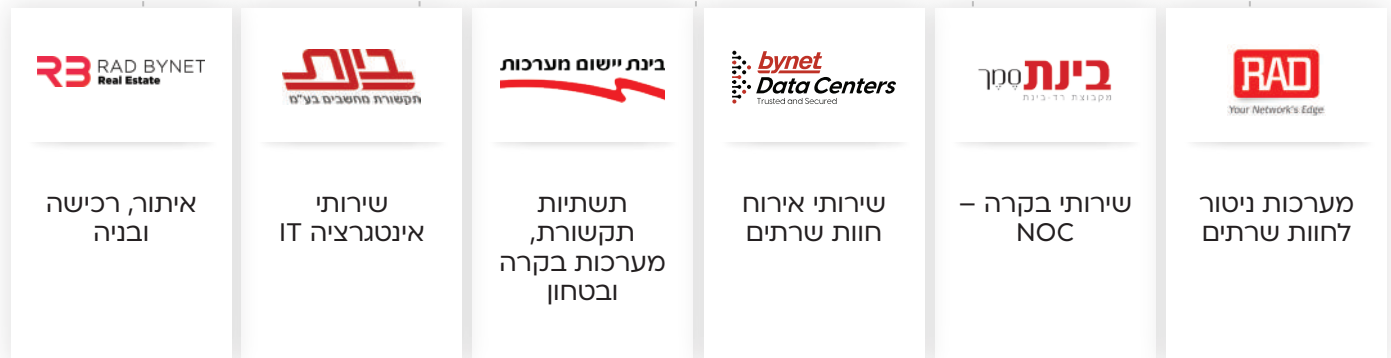 RAD
Your Network's Edge
מערכות ניטור
לחוות שרתים
בינת סֶמֶך
מקבוצת רד-בינת
שירותי בקרה –
NOC
bynet
Data Centers
Trusted and Secured
שירותי אירוח
חוות שרתים
בינת יישום מערכות
תשתיות
תקשורת,
מערכות בקרה
ובטחון
בינת
תקשורת מחשבים בע"מ
שירותי
אינטגרציה IT
RB RAD BYNET
Real Estate
איתור, רכישה
ובניה